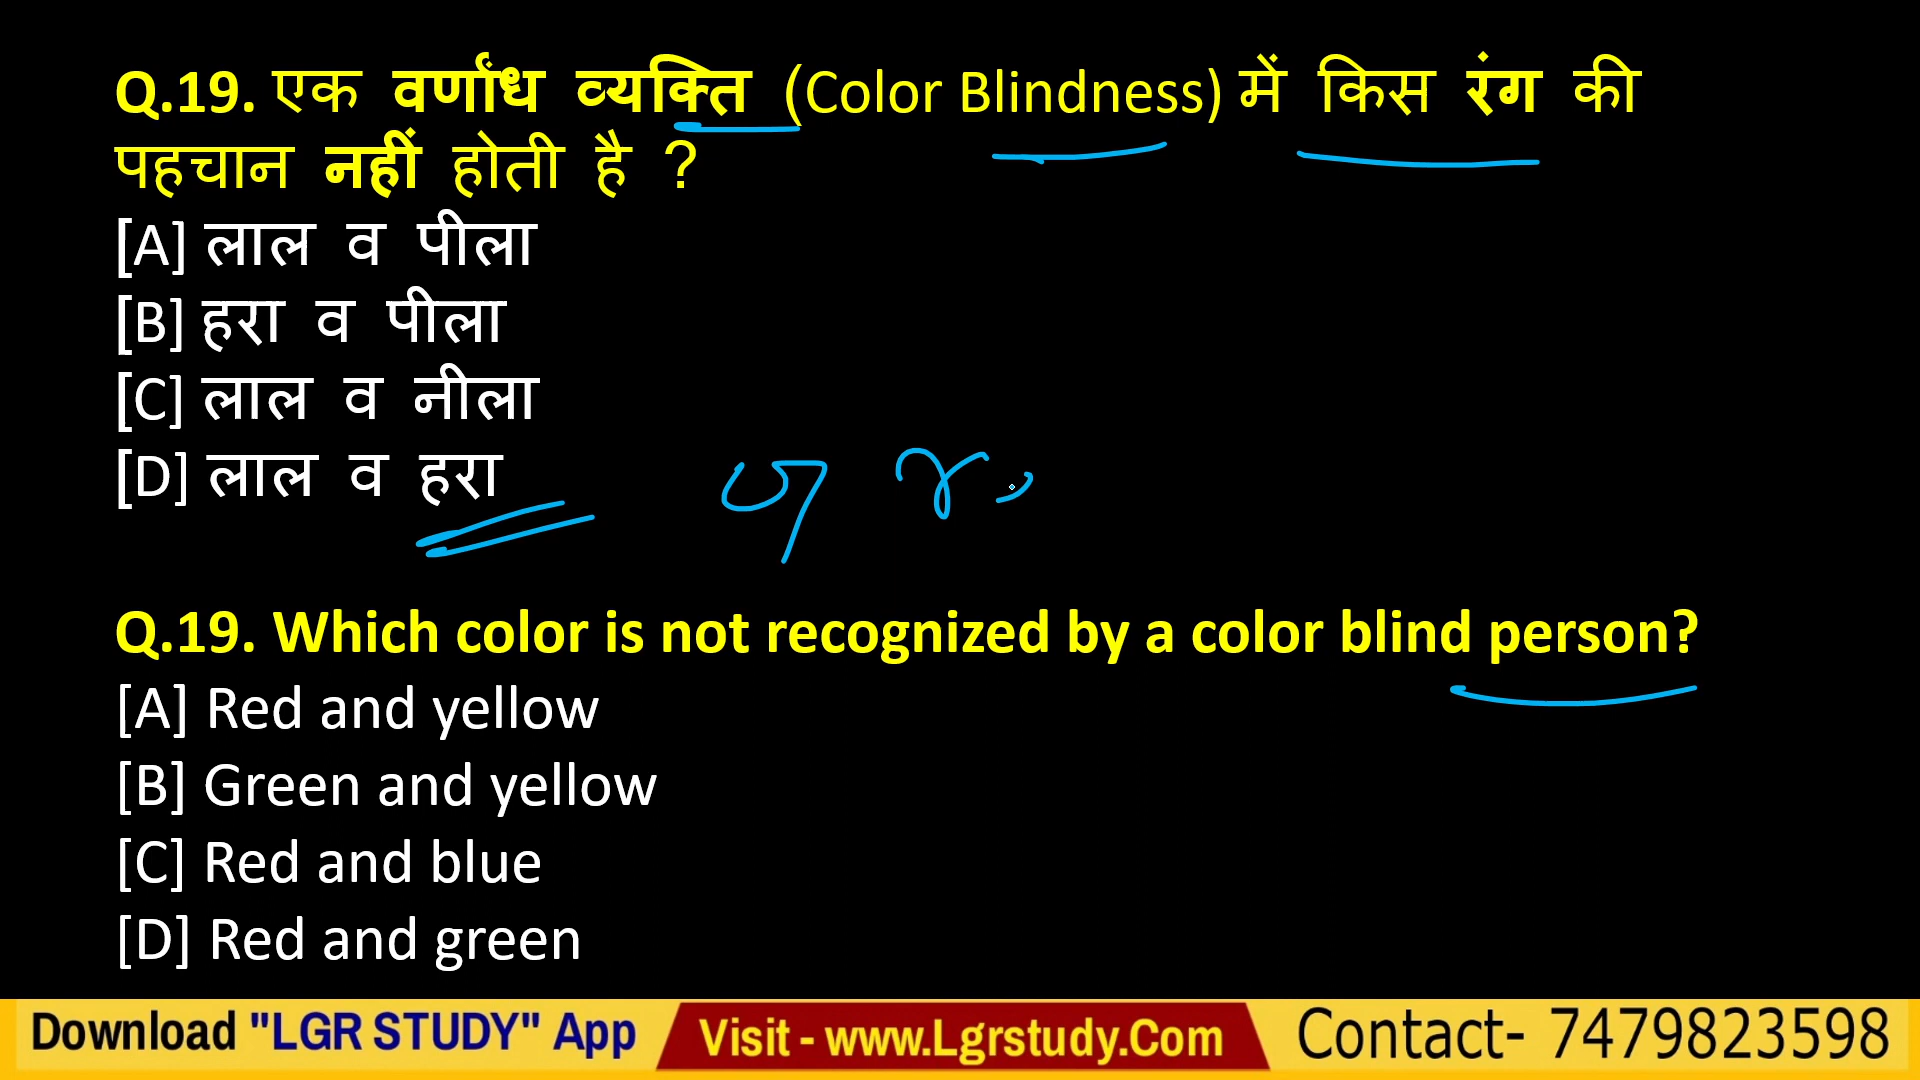 Q.19. एक वर्णांध व्यक्ति (Color Blindness) में किस रंग की
पहचान नहीं होती है ?
[A] लाल व पीला
[B] हरा व पीला
[C] लाल व नीला
[D] लाल व हरा
Q.19. Which color is not recognized by a color blind person?
[A] Red and yellow
[B] Green and yellow
[C] Red and blue
[D] Red and green
Download "LGR STUDY" App Visit - www.Lgrstudy.Com Contact- 7479823598